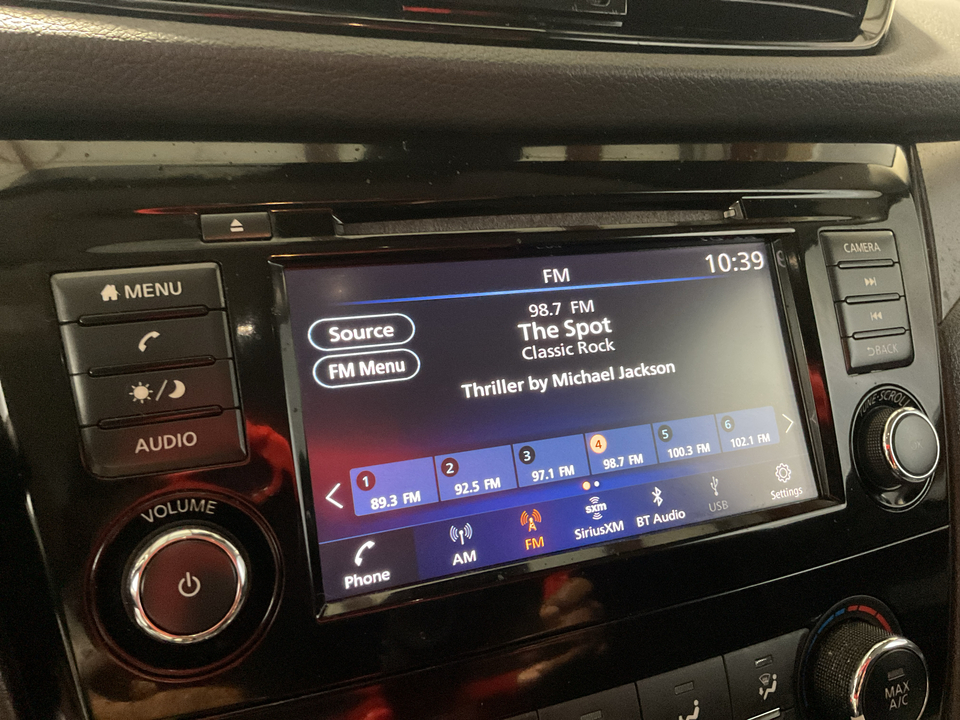 MENU
AUDIO
VOLUME
FM
10:39
Source
FM Menu
98.7 FM
The Spot
Classic Rock
Thriller by Michael Jackson
1
89.3 FM
2
92.5 FM
3
97.1 FM
4
98.7 FM
5
100.3 FM
6
102.1 FM
Phone
AM
FM
sxm
SiriusXM
BT Audio
USB
Settings
CAMERA
BACK
TUNE-SCROLL
MAX
A/C